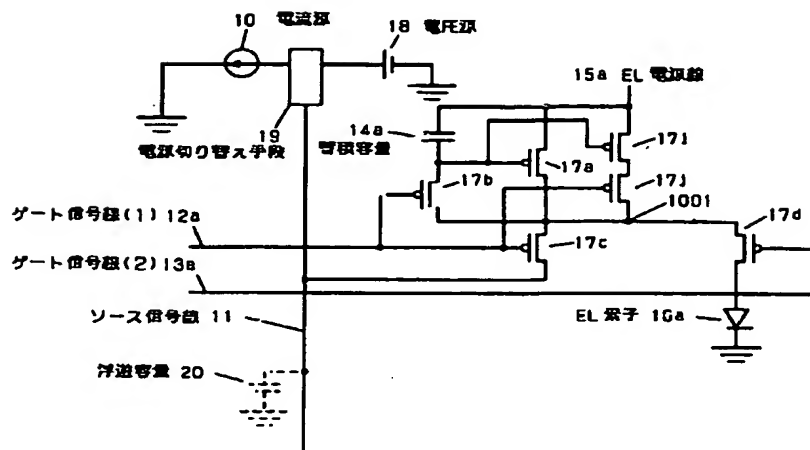 10 電流源
18 電圧源
15a EL 電源線
19
電源切り替え手段
14a
蓄積容量
17i
17a
17b
17j
1001
17d
ゲート信号線(1) 12a
17c
ゲート信号線(2) 13a
ソース信号線 11
EL 素子 16a
浮遊容量 20